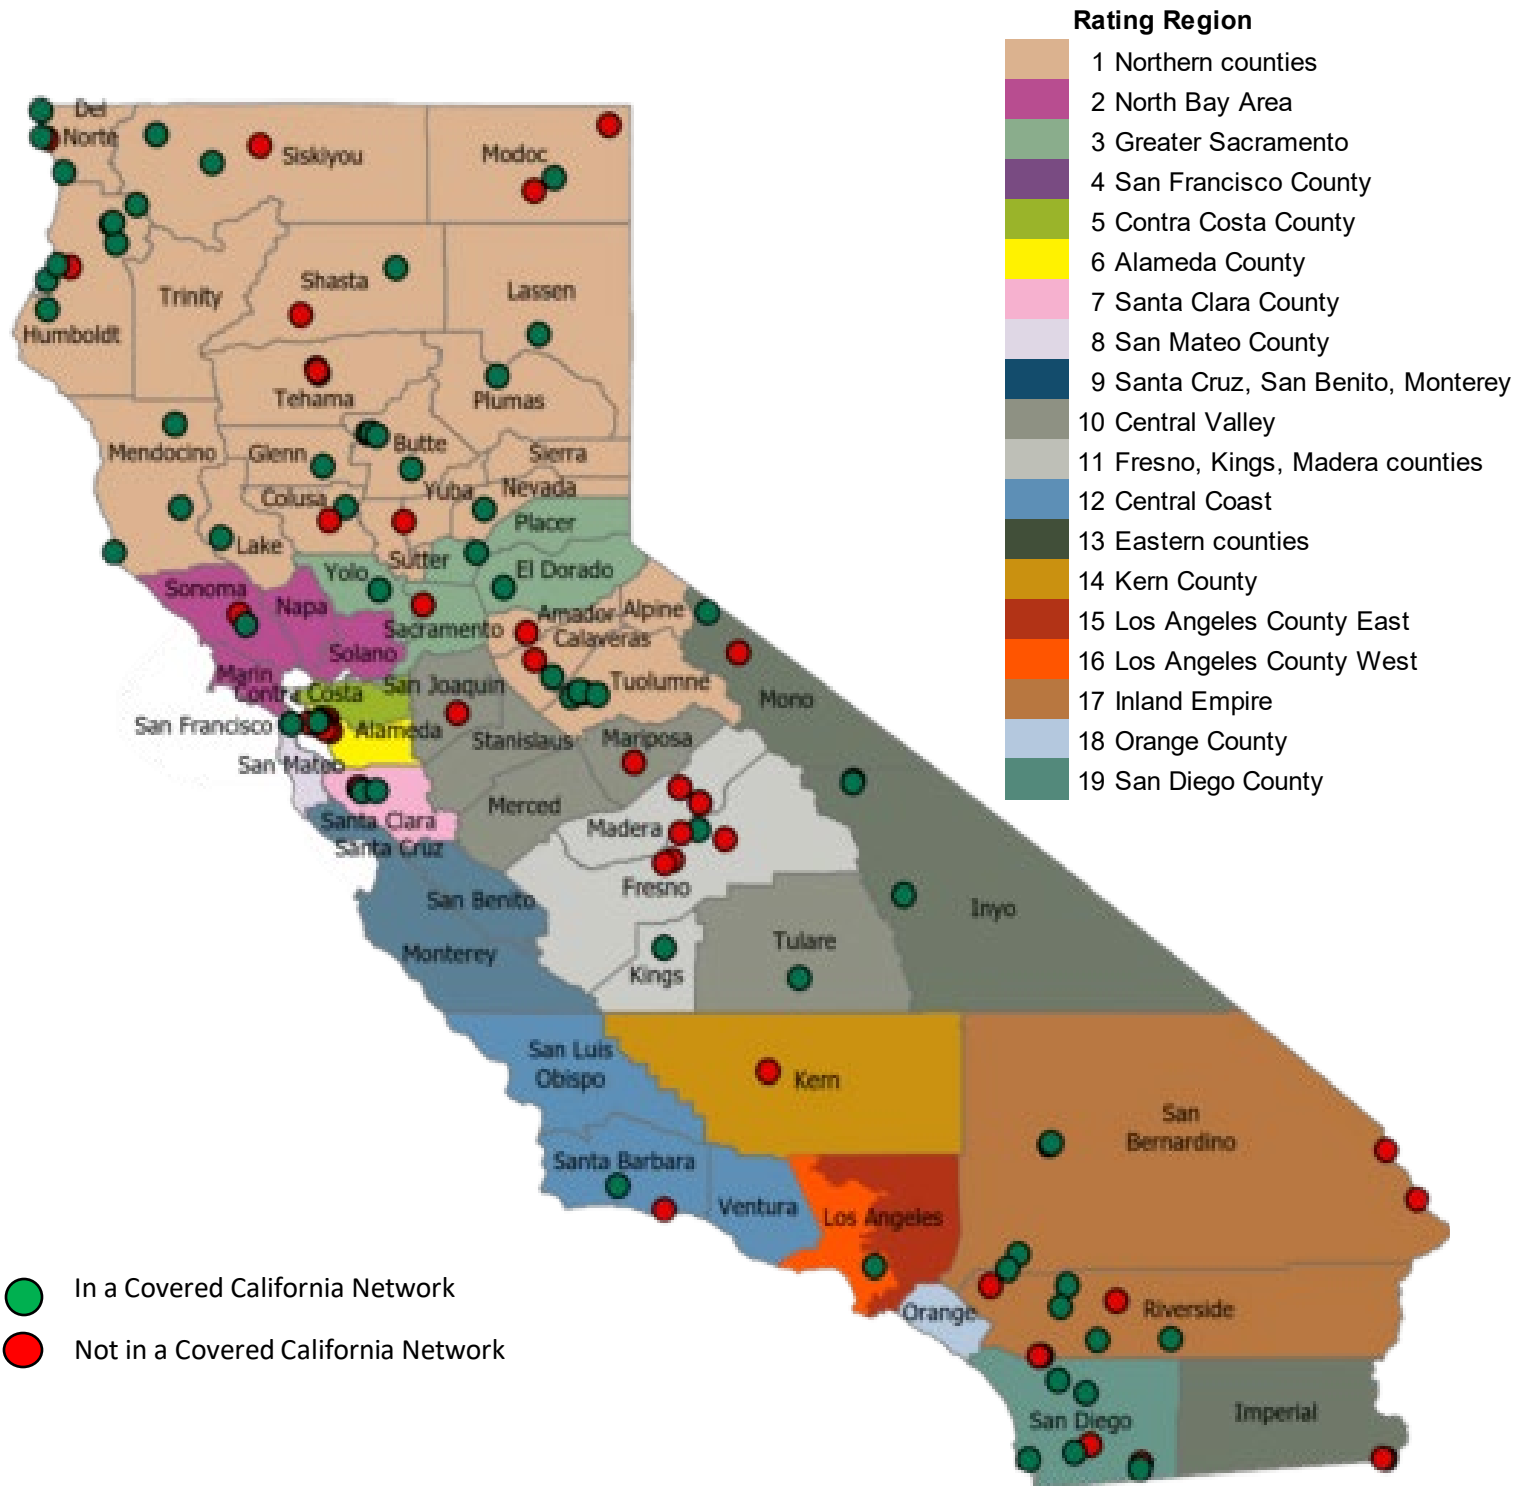 Rating Region
1 Northern counties
2 North Bay Area
3 Greater Sacramento
4 San Francisco County
5 Contra Costa County
6 Alameda County
7 Santa Clara County
8 San Mateo County
9 Santa Cruz, San Benito, Monterey
10 Central Valley
11 Fresno, Kings, Madera counties
12 Central Coast
13 Eastern counties
14 Kern County
15 Los Angeles County East
16 Los Angeles County West
17 Inland Empire
18 Orange County
19 San Diego County
Del
Norte
Siskiyou
Modoc
Shasta
Lassen
Trinity
Humboldt
Tehama
Plumas
Mendocino
Glenn
Butte
Sierra
Colusa
Yuba
Nevada
Placer
Lake
Sutter
Yolo
El Dorado
Sonoma
Napa
Amador
Alpine
Sacramento
Calaveras
Solano
Marin
Contra Costa
San Joaquin
Tuolumne
Mono
San Francisco
Alameda
Stanislaus
Mariposa
San Mateo
Merced
Santa Clara
Madera
Santa Cruz
Fresno
San Benito
Inyo
Monterey
Tulare
Kings
San Luis
Obispo
Kern
San
Bernardino
Santa Barbara
Ventura
Los Angeles
Orange
Riverside
San Diego
Imperial
In a Covered California Network
Not in a Covered California Network